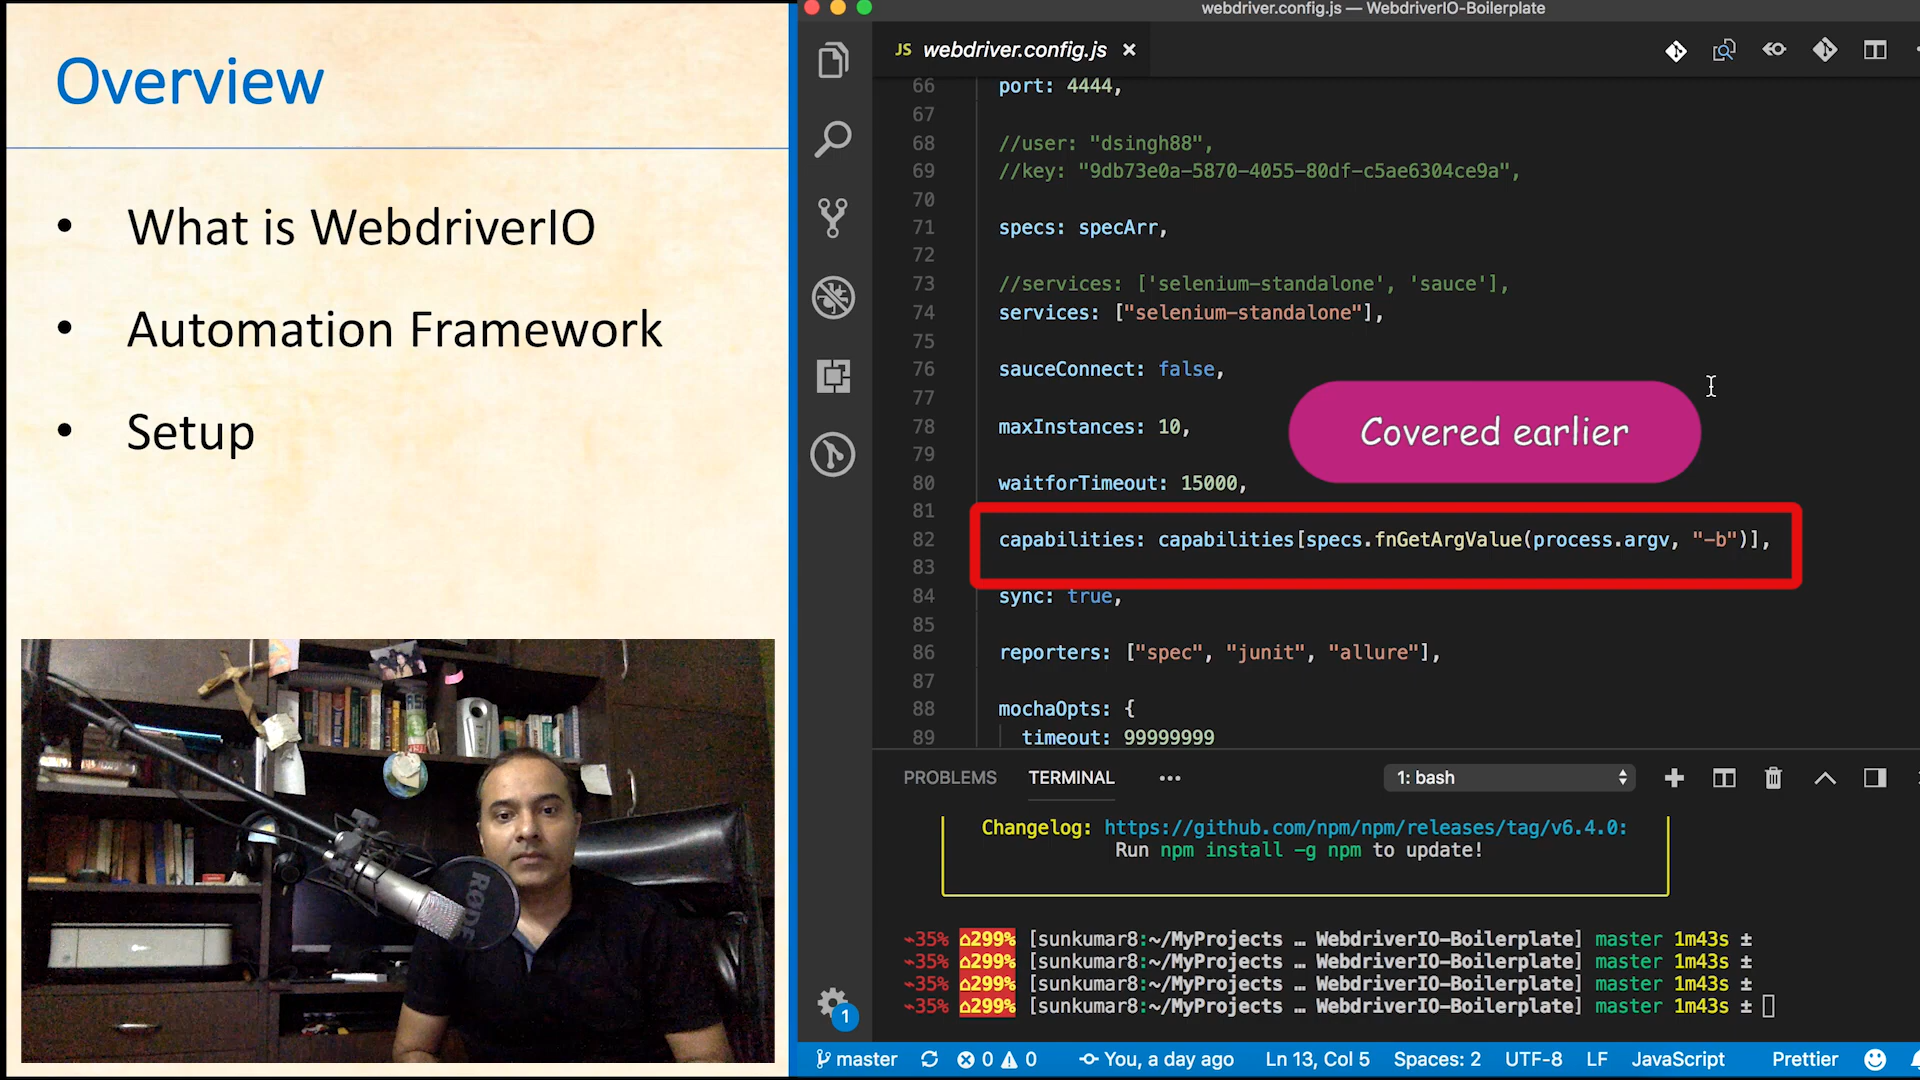 Overview
• What is WebdriverIO
• Automation Framework
• Setup
RODE
webdriver.config.js — WebdriverIO-Boilerplate
JS webdriver.config.js ×
66 port: 4444,
67
68 //user: "dsingh88",
69 //key: "9db73e0a-5870-4055-80df-c5ae6304ce9a",
70
71 specs: specArr,
72
73 //services: ['selenium-standalone', 'sauce'],
74 services: ["selenium-standalone"],
75
76 sauceConnect: false,
77
78 maxInstances: 10,
Covered earlier
79
80 waitforTimeout: 15000,
81
82 capabilities: capabilities[specs.fnGetArgValue(process.argv, "-b")],
83
84 sync: true,
85
86 reporters: ["spec", "junit", "allure"],
87
88 mochaOpts: {
89 timeout: 99999999
PROBLEMS TERMINAL ••• 1: bash
Changelog: https://github.com/npm/npm/releases/tag/v6.4.0:
Run npm install -g npm to update!
⌁35% ⌂299% [sunkumar8:~/MyProjects … WebdriverIO-Boilerplate] master 1m43s ±
⌁35% ⌂299% [sunkumar8:~/MyProjects … WebdriverIO-Boilerplate] master 1m43s ±
⌁35% ⌂299% [sunkumar8:~/MyProjects … WebdriverIO-Boilerplate] master 1m43s ±
⌁35% ⌂299% [sunkumar8:~/MyProjects … WebdriverIO-Boilerplate] master 1m43s ±
1
master 0 0 You, a day ago Ln 13, Col 5 Spaces: 2 UTF-8 LF JavaScript Prettier